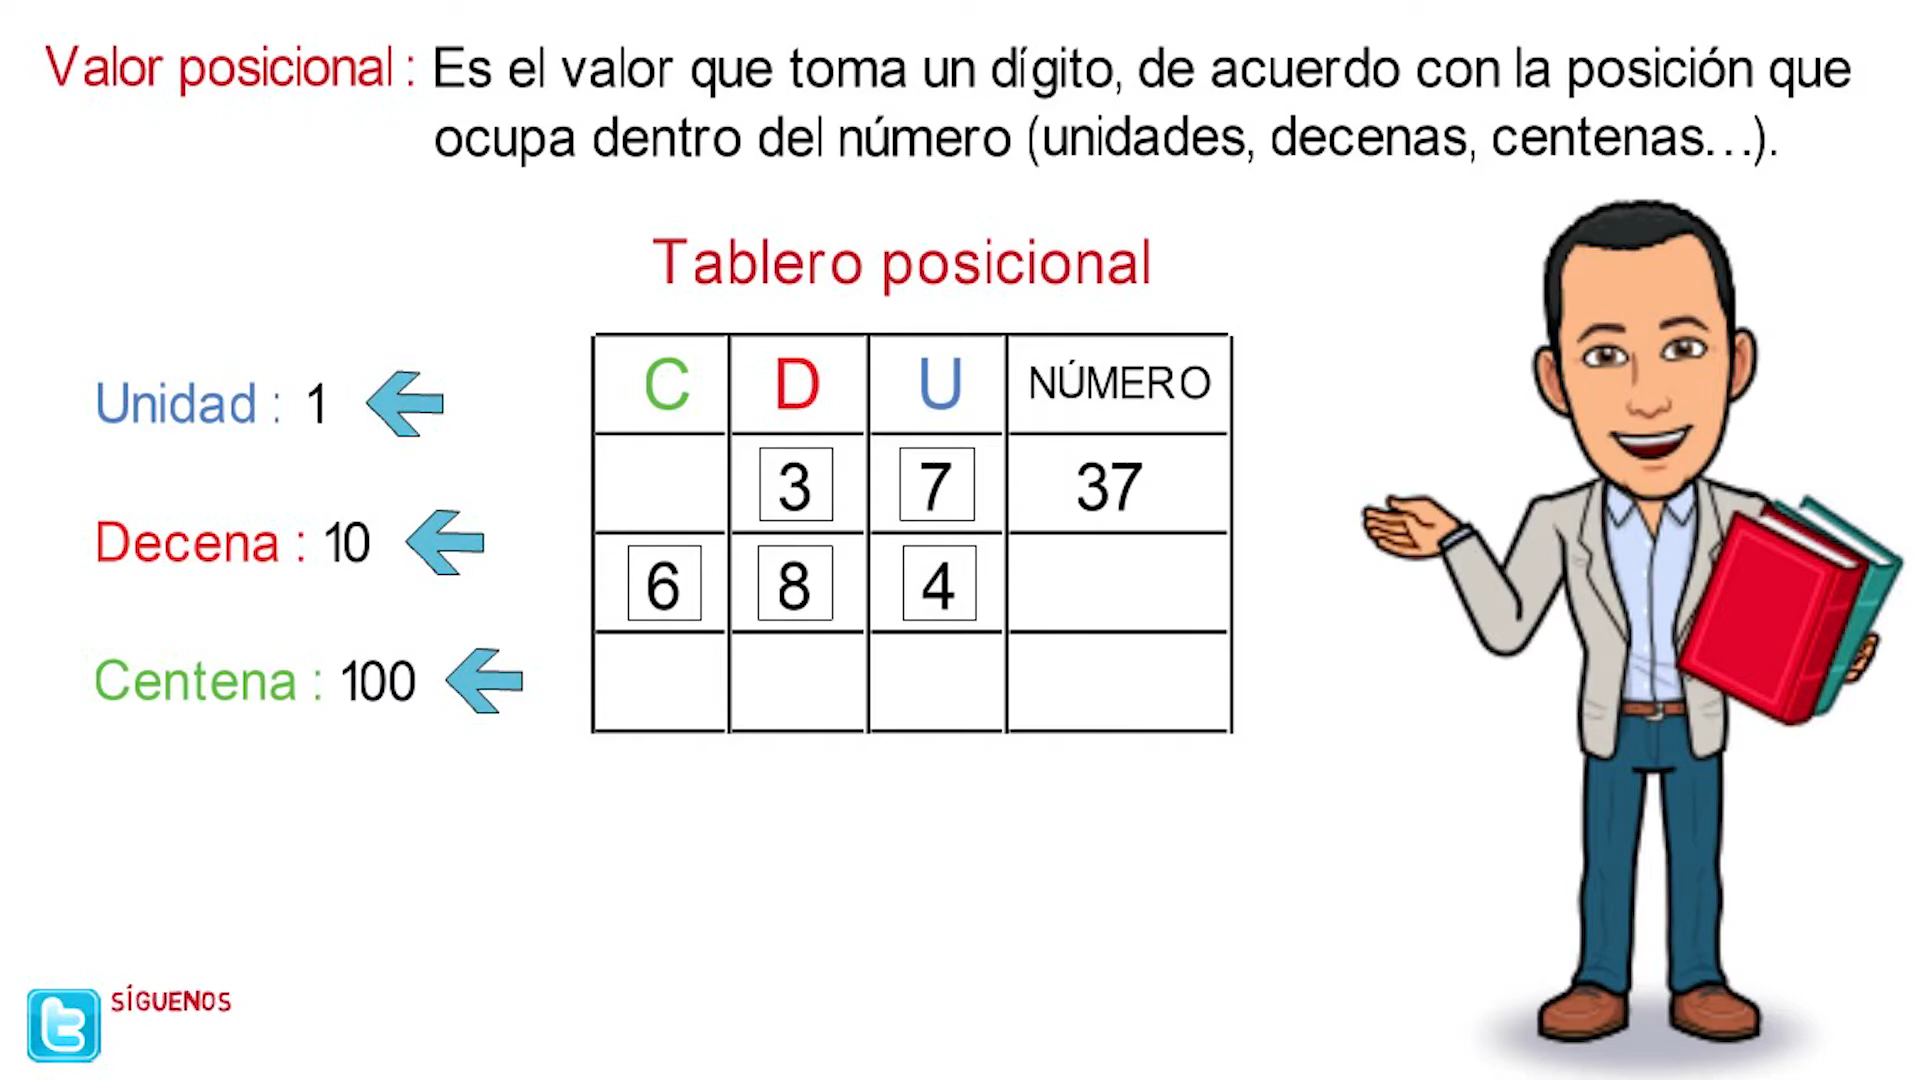 Valor posicional : Es el valor que toma un dígito, de acuerdo con la posición que
ocupa dentro del número (unidades, decenas, centenas...).
Tablero posicional
C D U NÚMERO
Unidad : 1
3 7 37
Decena : 10
6 8 4
Centena : 100
SÍGUENOS